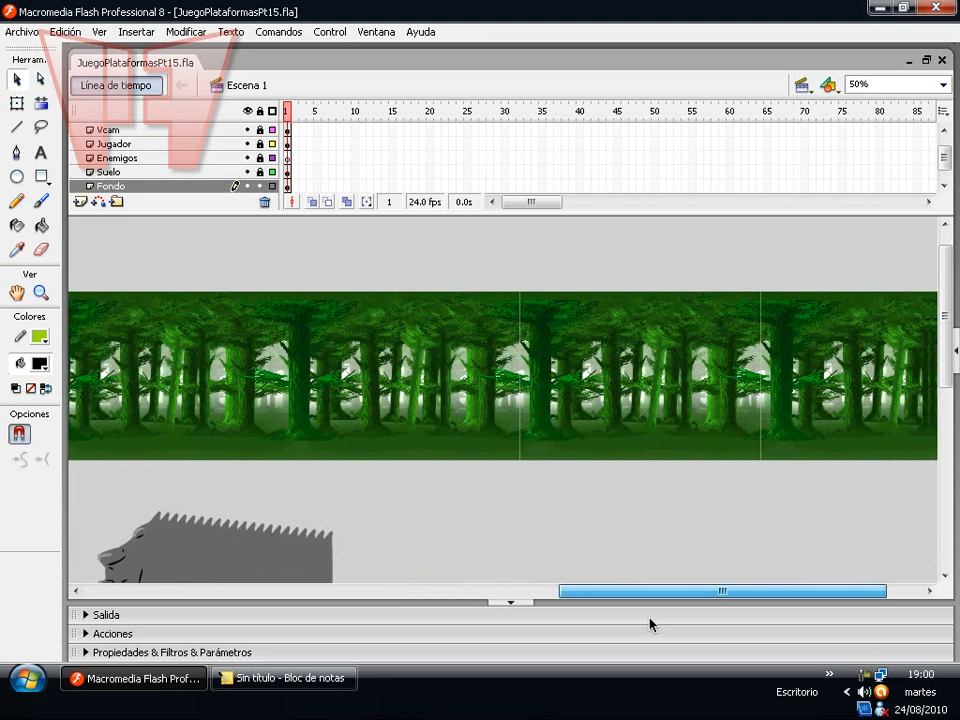 Macromedia Flash Professional 8 - [JuegoPlataformasPt15.fla]
Archivo Edición Ver Insertar Modificar Texto Comandos Control Ventana Ayuda
Herram.
JuegoPlataformasPt15.fla
Línea de tiempo Escena 1 50%
1 5 10 15 20 25 30 35 40 45 50 55 60 65 70 75 80 85
Vcam
Jugador
Enemigos
Suelo
Fondo
1 24.0 fps 0.0s
Ver
Colores
Opciones
Salida
Acciones
Propiedades & Filtros & Parámetros
Macromedia Flash Prof... Sin título - Bloc de notas
» 19:00
Escritorio martes
24/08/2010